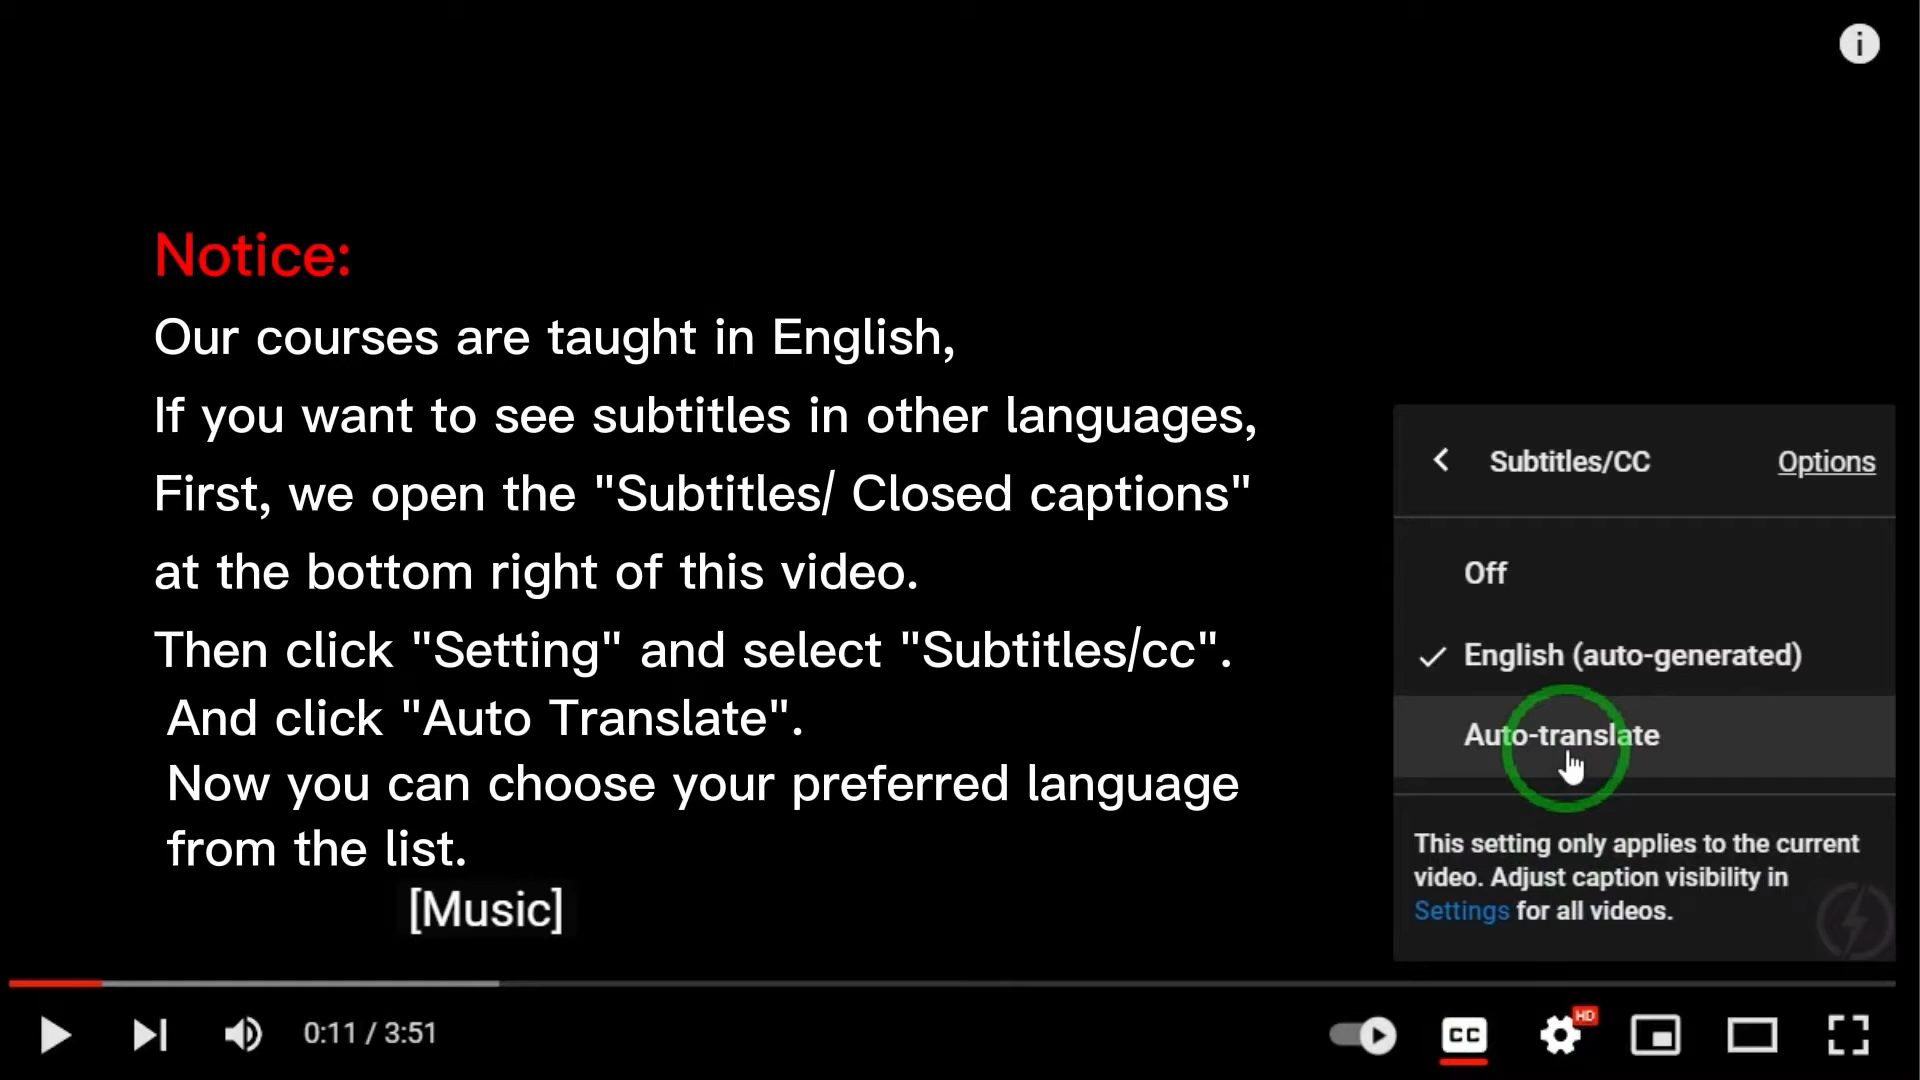 i
Notice:
Our courses are taught in English,
If you want to see subtitles in other languages,
First, we open the "Subtitles/ Closed captions"
at the bottom right of this video.
Then click "Setting" and select "Subtitles/cc".
And click "Auto Translate".
Now you can choose your preferred language
from the list.
[Music]
Subtitles/CC Options
Off
English (auto-generated)
Auto-translate
This setting only applies to the current
video. Adjust caption visibility in
Settings for all videos.
0:11 / 3:51
CC
HD